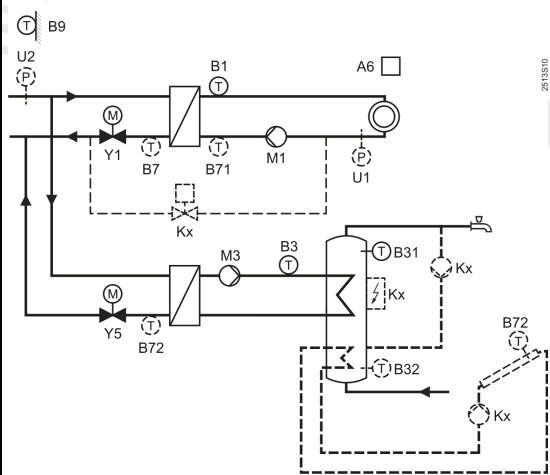 T B9
U2
P
B1
T
A6
2513S10
M
Y1
T
B7
T
B71
M1
P
U1
Kx
M3
B3
T
T B31
Kx
Kx
M
Y5
T
B72
T B32
B72
T
Kx